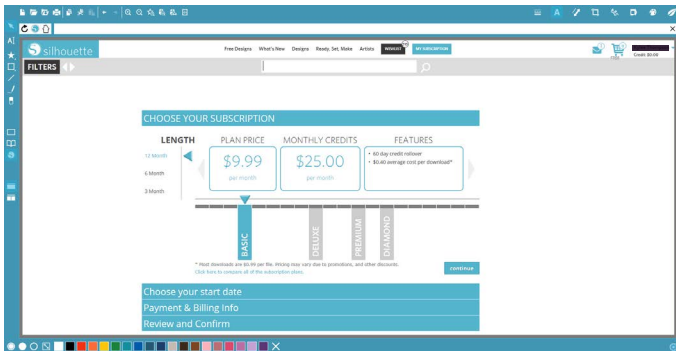 silhouette
Free Designs What's New Designs Ready, Set, Make Artists WISHLIST MY SUBSCRIPTION
Credit: $0.00
FILTERS
CHOOSE YOUR SUBSCRIPTION
LENGTH PLAN PRICE MONTHLY CREDITS FEATURES
12 Month
6 Month
3 Month
$9.99
per month
$25.00
per month
• 60 day credit rollover
• $0.40 average cost per download*
BASIC
DELUXE
PREMIUM
DIAMOND
* Most downloads are $0.99 per file. Pricing may vary due to promotions, and other discounts.
Click here to compare all of the subscription plans.
continue
Choose your start date
Payment & Billing Info
Review and Confirm